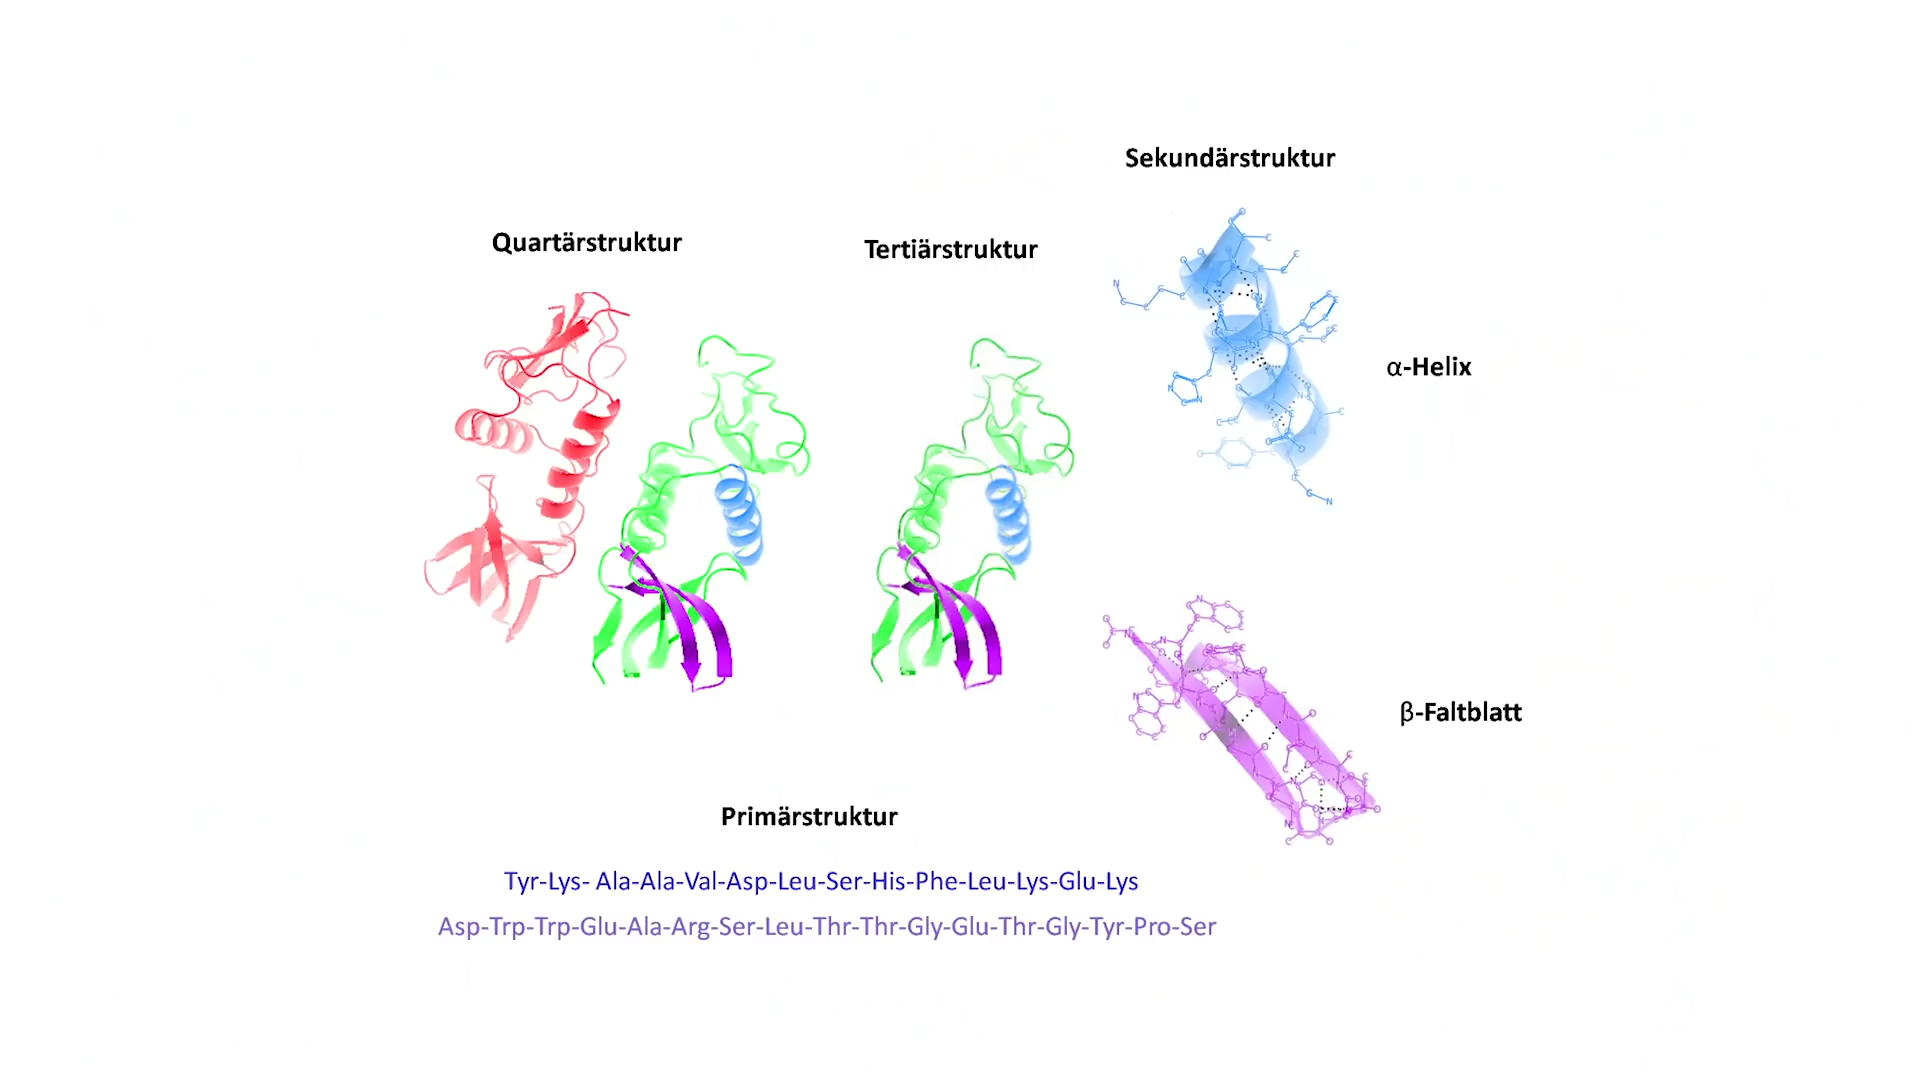 Sekundärstruktur
Quartärstruktur
Tertiärstruktur
α-Helix
β-Faltblatt
Primärstruktur
Tyr-Lys- Ala-Ala-Val-Asp-Leu-Ser-His-Phe-Leu-Lys-Glu-Lys
Asp-Trp-Trp-Glu-Ala-Arg-Ser-Leu-Thr-Thr-Gly-Glu-Thr-Gly-Tyr-Pro-Ser